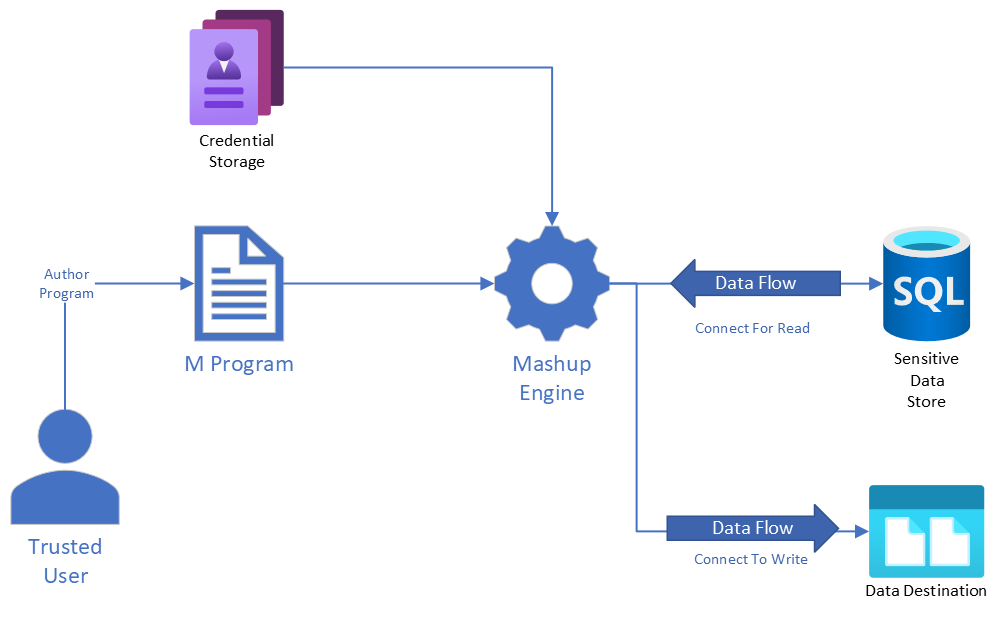 Credential
Storage
Author
Program
M Program
Mashup
Engine
Data Flow
Connect For Read
SQL
Sensitive
Data
Store
Trusted
User
Data Flow
Connect To Write
Data Destination